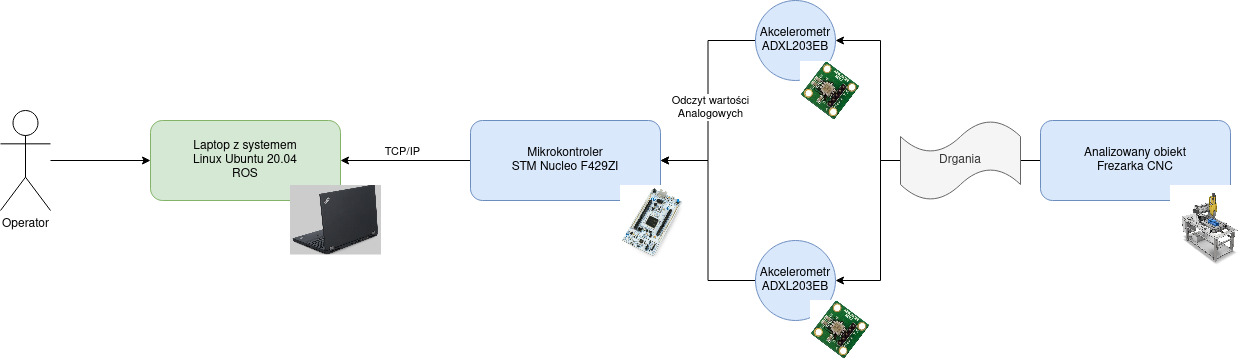 Akcelerometr
ADXL203EB
Odczyt wartości
Analogowych
Laptop z systemem
Linux Ubuntu 20.04
ROS
TCP/IP
Mikrokontroler
STM Nucleo F429ZI
Drgania
Analizowany obiekt
Frezarka CNC
Operator
Akcelerometr
ADXL203EB